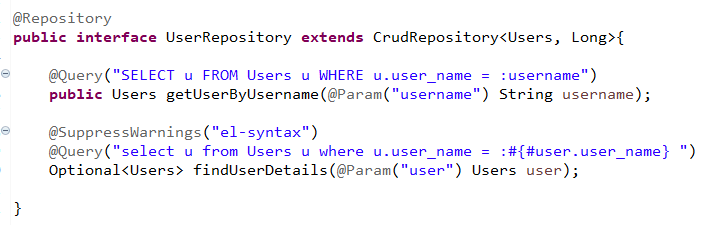 @Repository
public interface UserRepository extends CrudRepository<Users, Long>{
@Query("SELECT u FROM Users u WHERE u.user_name = :username")
public Users getUserByUsername(@Param("username") String username);
@SuppressWarnings("el-syntax")
@Query("select u from Users u where u.user_name = :#{#user.user_name} ")
Optional<Users> findUserDetails(@Param("user") Users user);
}